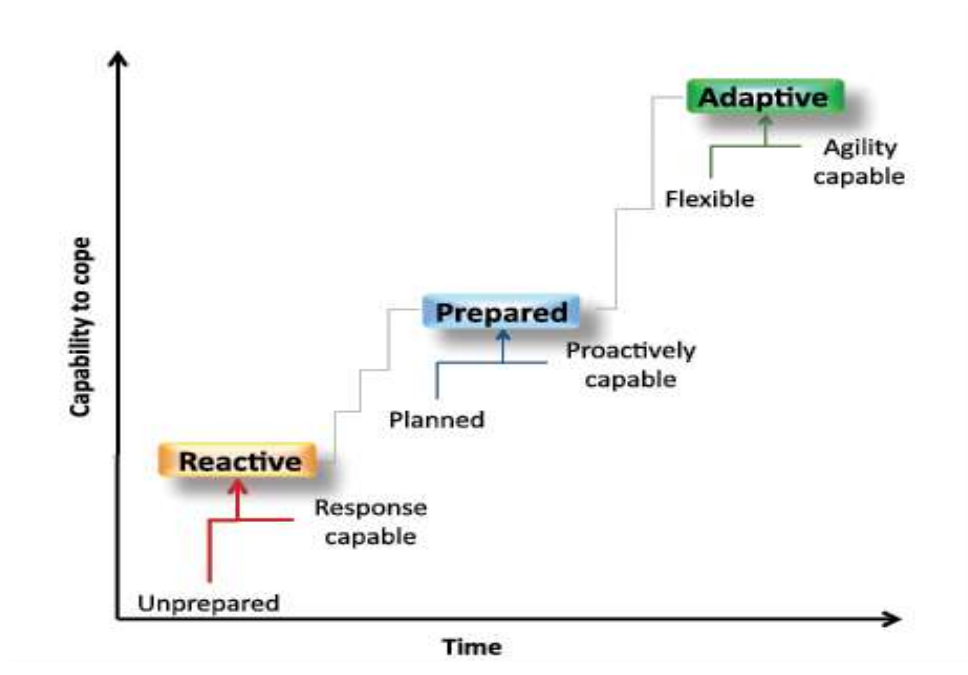 Adaptive
Agility
capable
Flexible
Capability to cope
Prepared
Proactively
capable
Planned
Reactive
Response
capable
Unprepared
Time